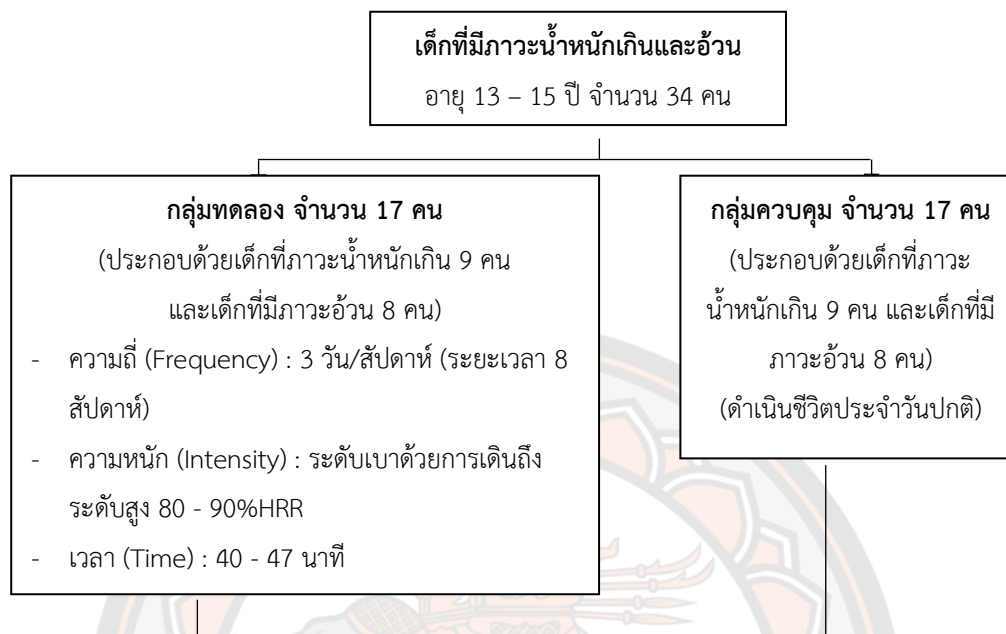 เด็กที่มีภาวะน้ำหนักเกินและอ้วน
อายุ 13 – 15 ปี จำนวน 34 คน
กลุ่มทดลอง จำนวน 17 คน
(ประกอบด้วยเด็กที่ภาวะน้ำหนักเกิน 9 คน
และเด็กที่มีภาวะอ้วน 8 คน)
- ความถี่ (Frequency) : 3 วัน/สัปดาห์ (ระยะเวลา 8
สัปดาห์)
- ความหนัก (Intensity) : ระดับเบาด้วยการเดินถึง
ระดับสูง 80 - 90%HRR
- เวลา (Time) : 40 - 47 นาที
กลุ่มควบคุม จำนวน 17 คน
(ประกอบด้วยเด็กที่ภาวะ
น้ำหนักเกิน 9 คน และเด็กที่มี
ภาวะอ้วน 8 คน)
(ดำเนินชีวิตประจำวันปกติ)